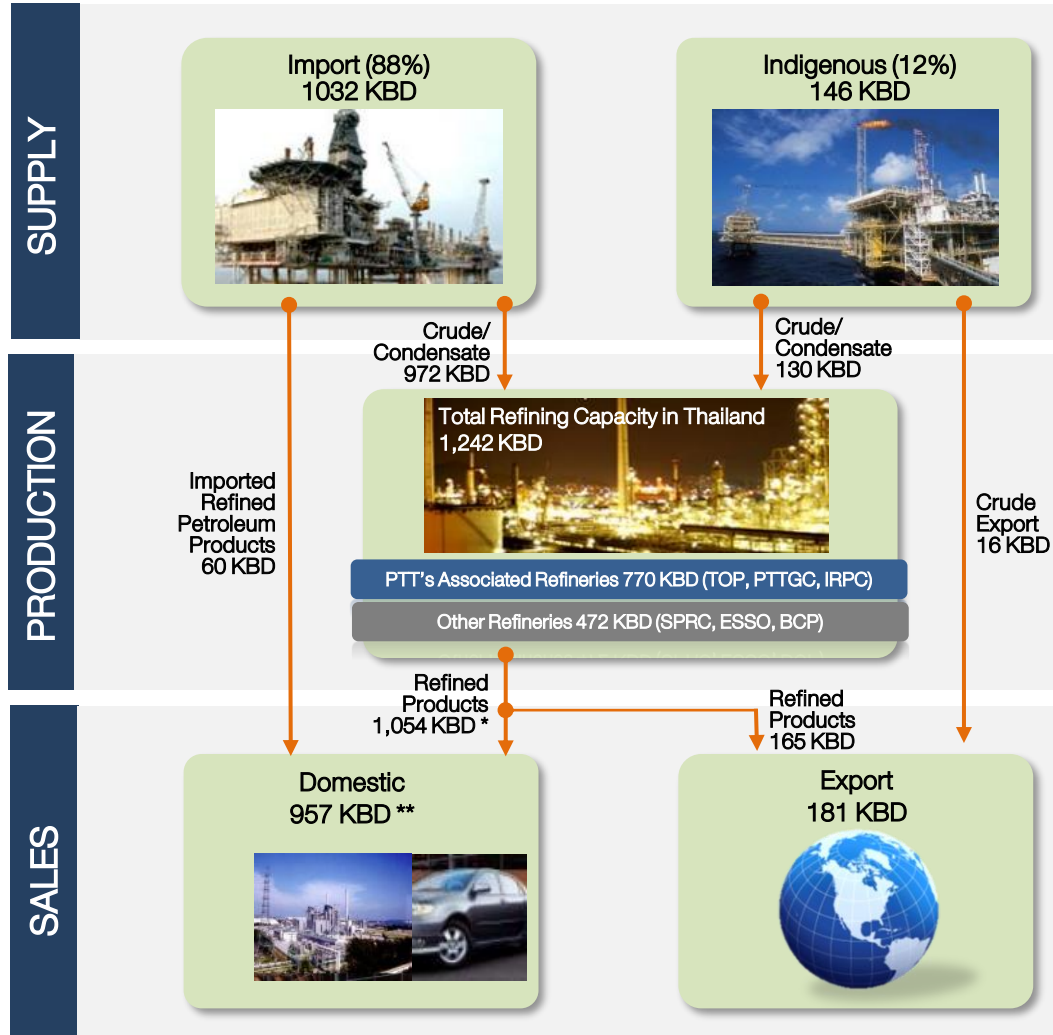 SUPPLY
Import (88%)
1032 KBD
Indigenous (12%)
146 KBD
Crude/
Condensate
972 KBD
Crude/
Condensate
130 KBD
PRODUCTION
Total Refining Capacity in Thailand
1,242 KBD
Imported
Refined
Petroleum
Products
60 KBD
Crude
Export
16 KBD
PTT's Associated Refineries 770 KBD (TOP, PTTGC, IRPC)
Other Refineries 472 KBD (SPRC, ESSO, BCP)
Refined
Products
1,054 KBD *
Refined
Products
165 KBD
SALES
Domestic
957 KBD **
Export
181 KBD